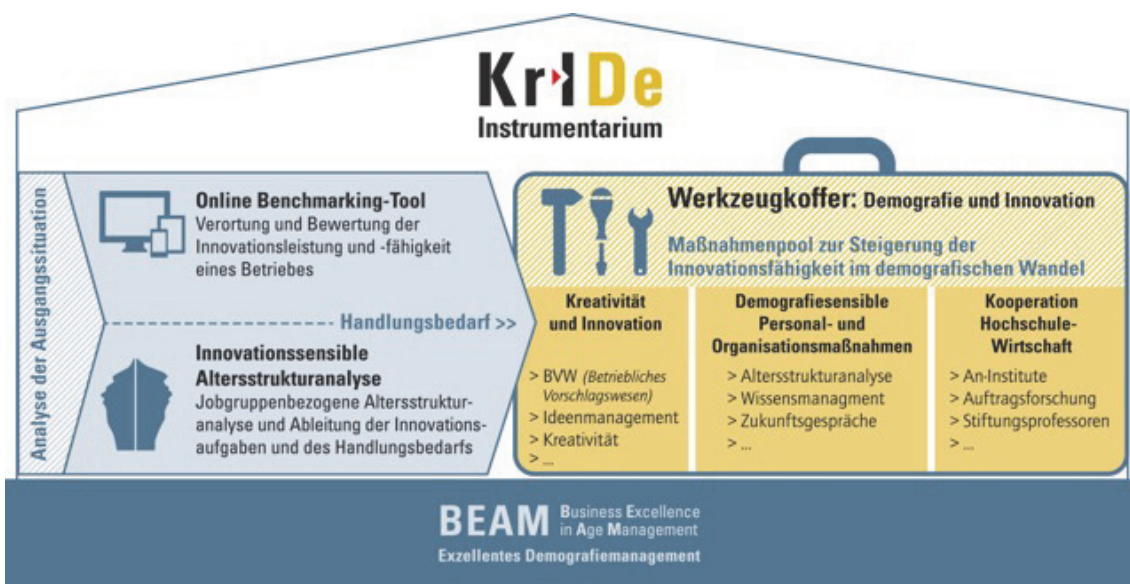 KrIDe
Instrumentarium
Analyse der Ausgangssituation
Online Benchmarking-Tool
Verortung und Bewertung der
Innovationsleistung und -fähigkeit
eines Betriebes
Handlungsbedarf >>
Innovationssensible
Altersstrukturanalyse
Jobgruppenbezogene Altersstruktur-
analyse und Ableitung der Innovations-
aufgaben und des Handlungsbedarfs
Werkzeugkoffer: Demografie und Innovation
Maßnahmenpool zur Steigerung der
Innovationsfähigkeit im demografischen Wandel
Kreativität
und Innovation
> BVW (Betriebliches
Vorschlagswesen)
> Ideenmanagement
> Kreativität
> ...
Demografiesensible
Personal- und
Organisationsmaßnahmen
> Altersstrukturanalyse
> Wissensmanagment
> Zukunftsgespräche
> ...
Kooperation
Hochschule-
Wirtschaft
> An-Institute
> Auftragsforschung
> Stiftungsprofessoren
> ...
BEAM Business Excellence
in Age Management
Exzellentes Demografiemanagement